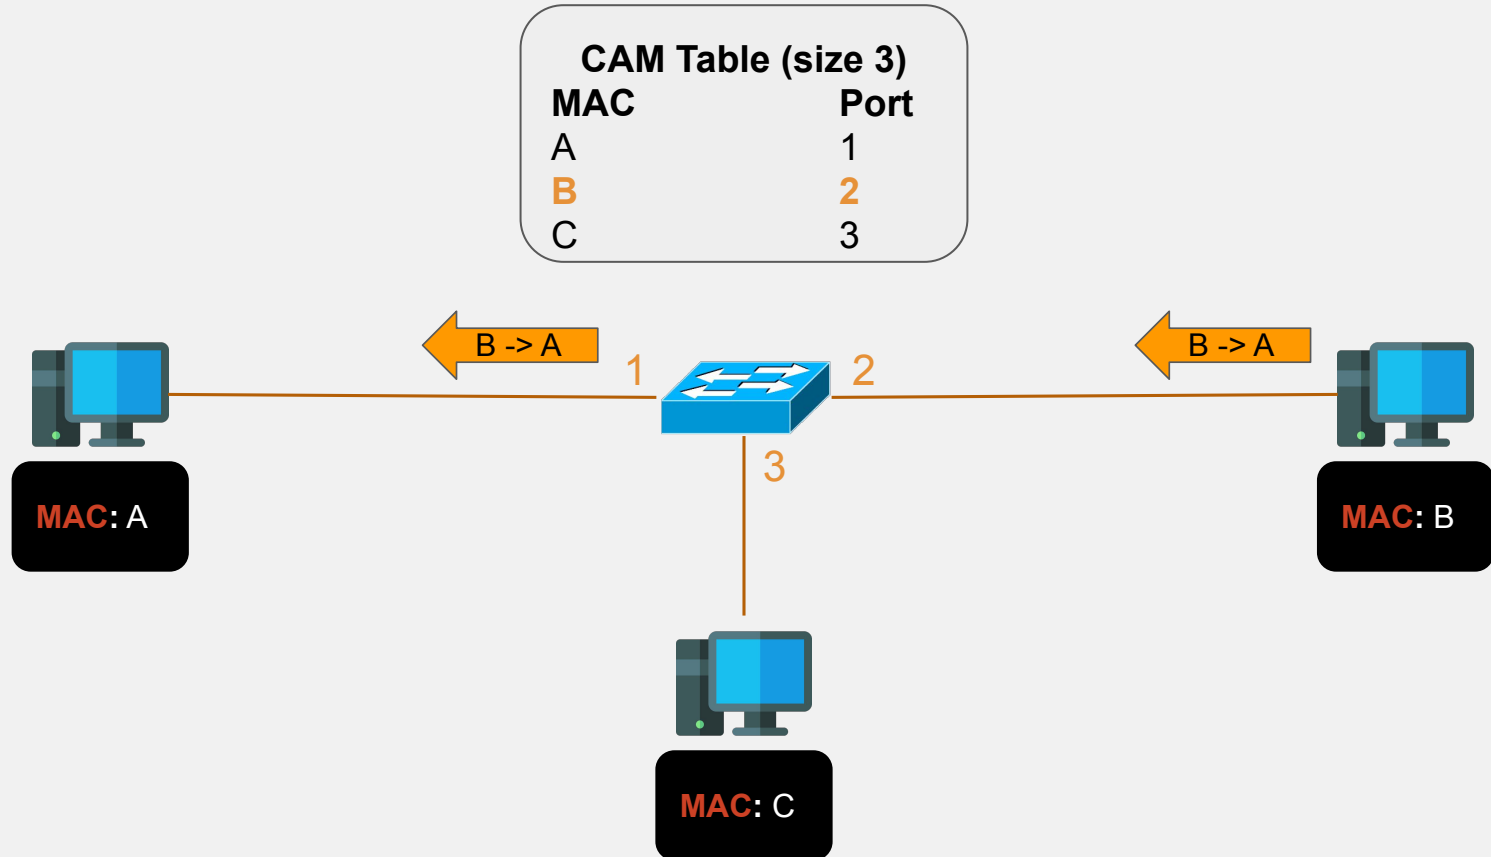 CAM Table (size 3)
MAC Port
A 1
B 2
C 3
B -> A
B -> A
1
2
3
MAC: A
MAC: B
MAC: C